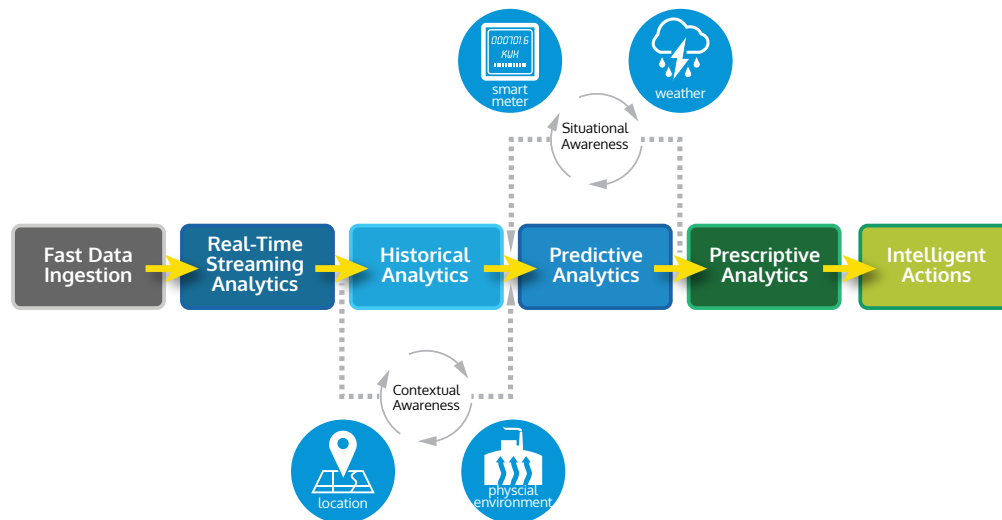 000701.6
KWH
smart
meter
weather
Situational
Awareness
Fast Data
Ingestion
Real-Time
Streaming
Analytics
Historical
Analytics
Predictive
Analytics
Prescriptive
Analytics
Intelligent
Actions
Contextual
Awareness
location
physcial
environment